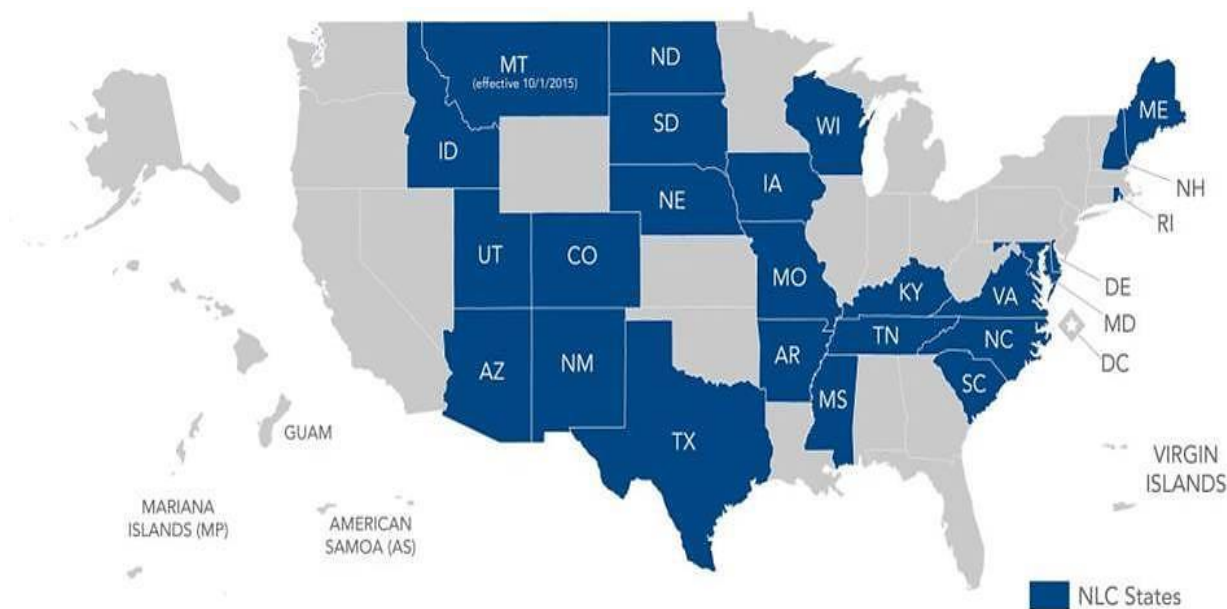 MT
(effective 10/1/2015)
ND
ME
SD
WI
ID
NH
IA
NE
RI
UT
CO
MO
KY
VA
DE
MD
TN
NC
DC
AZ
NM
AR
SC
MS
TX
GUAM
VIRGIN
ISLANDS
MARIANA
ISLANDS (MP)
AMERICAN
SAMOA (AS)
NLC States